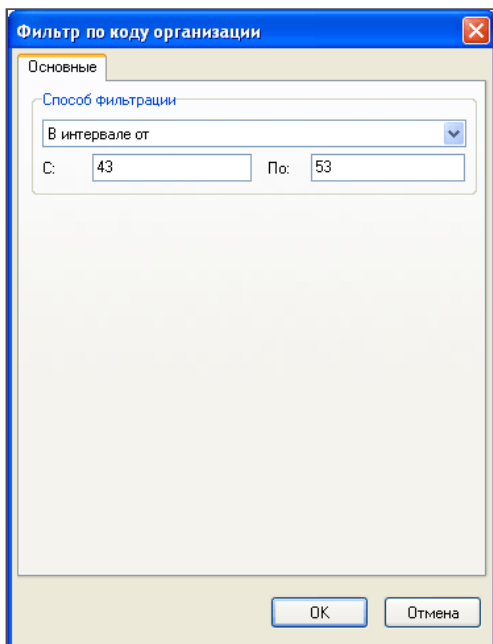 Фильтр по коду организации
Основные
Способ фильтрации
В интервале от
С: 43 По: 53
OK Отмена